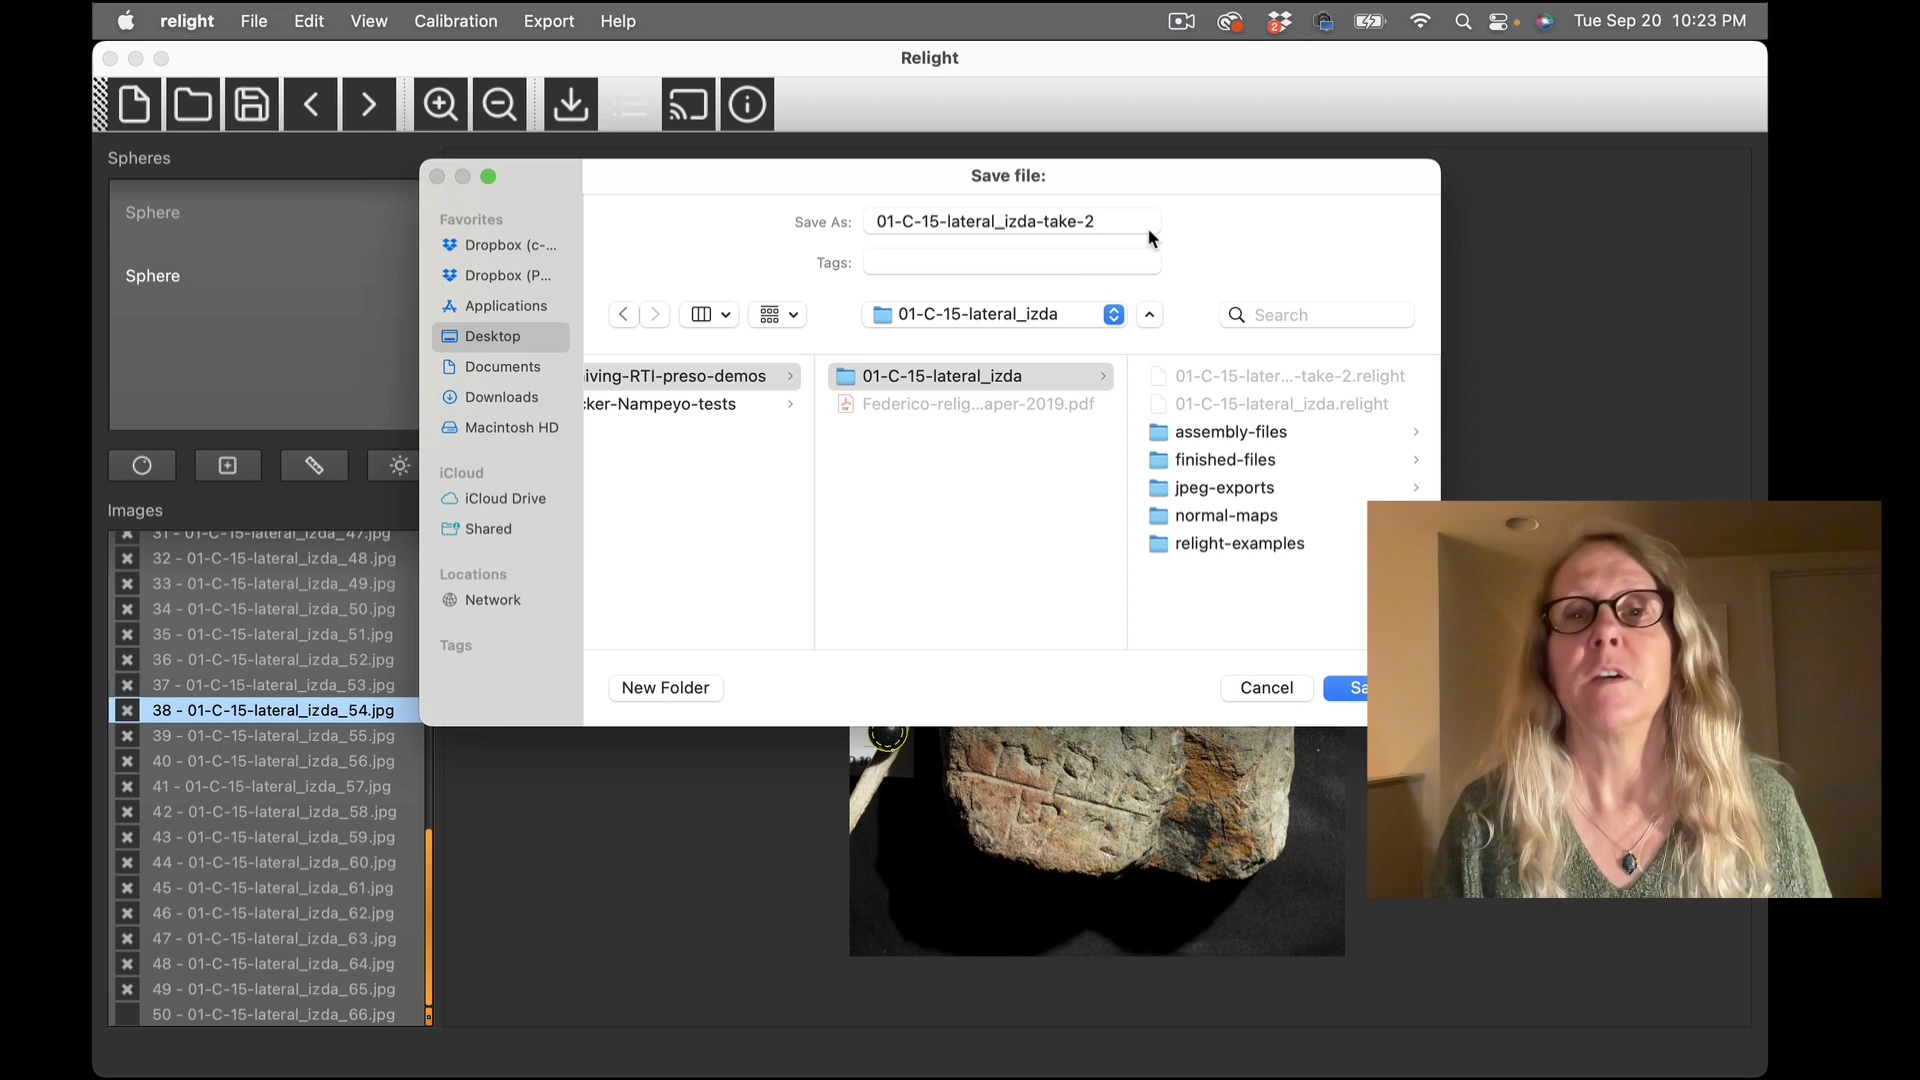 relight File Edit View Calibration Export Help
2
Tue Sep 20 10:23 PM
Relight
Spheres
Sphere
Sphere
Images
31 - 01-C-15-lateral_izda_47.jpg
32 - 01-C-15-lateral_izda_48.jpg
33 - 01-C-15-lateral_izda_49.jpg
34 - 01-C-15-lateral_izda_50.jpg
35 - 01-C-15-lateral_izda_51.jpg
36 - 01-C-15-lateral_izda_52.jpg
37 - 01-C-15-lateral_izda_53.jpg
38 - 01-C-15-lateral_izda_54.jpg
39 - 01-C-15-lateral_izda_55.jpg
40 - 01-C-15-lateral_izda_56.jpg
41 - 01-C-15-lateral_izda_57.jpg
42 - 01-C-15-lateral_izda_58.jpg
43 - 01-C-15-lateral_izda_59.jpg
44 - 01-C-15-lateral_izda_60.jpg
45 - 01-C-15-lateral_izda_61.jpg
46 - 01-C-15-lateral_izda_62.jpg
47 - 01-C-15-lateral_izda_63.jpg
48 - 01-C-15-lateral_izda_64.jpg
49 - 01-C-15-lateral_izda_65.jpg
50 - 01-C-15-lateral_izda_66.jpg
Favorites
Dropbox (c-...
Dropbox (P...
Applications
Desktop
Documents
Downloads
Macintosh HD
iCloud
iCloud Drive
Shared
Locations
Network
Tags
Save file:
Save As: 01-C-15-lateral_izda-take-2
Tags:
01-C-15-lateral_izda
Search
iving-RTI-preso-demos
cker-Nampeyo-tests
01-C-15-lateral_izda
Federico-relig...aper-2019.pdf
01-C-15-later...-take-2.relight
01-C-15-lateral_izda.relight
assembly-files
finished-files
jpeg-exports
normal-maps
relight-examples
New Folder
Cancel
Sa